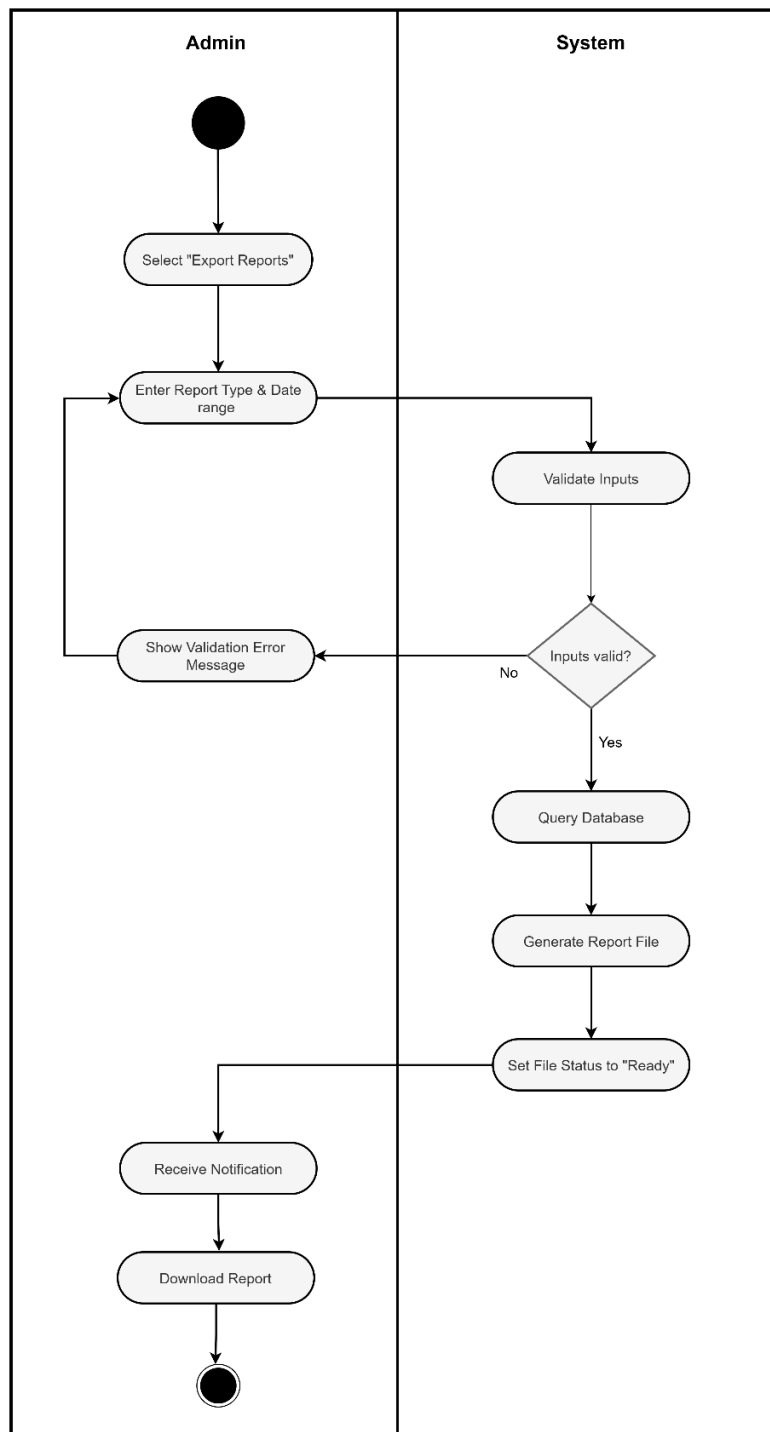 Admin
System
Select "Export Reports"
Enter Report Type & Date
range
Validate Inputs
Show Validation Error
Message
Inputs valid?
No
Yes
Query Database
Generate Report File
Set File Status to "Ready"
Receive Notification
Download Report